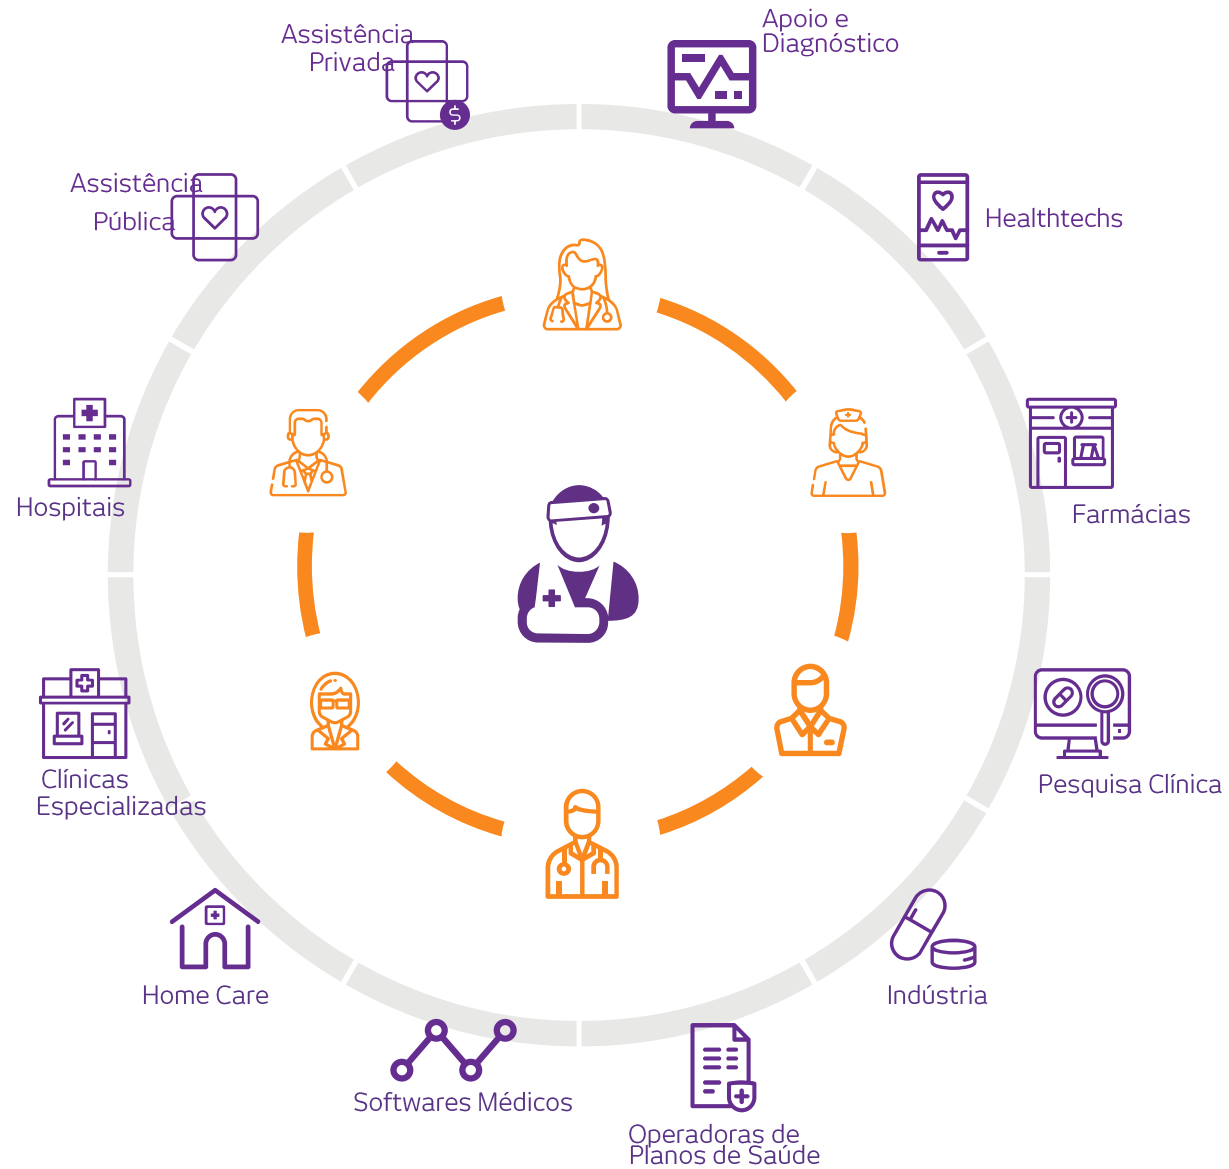 Assistência
Privada
Apoio e
Diagnóstico
Assistência
Pública
Healthtechs
Hospitais
Farmácias
Clínicas
Especializadas
Pesquisa Clínica
Home Care
Indústria
Softwares Médicos
Operadoras de
Planos de Saúde